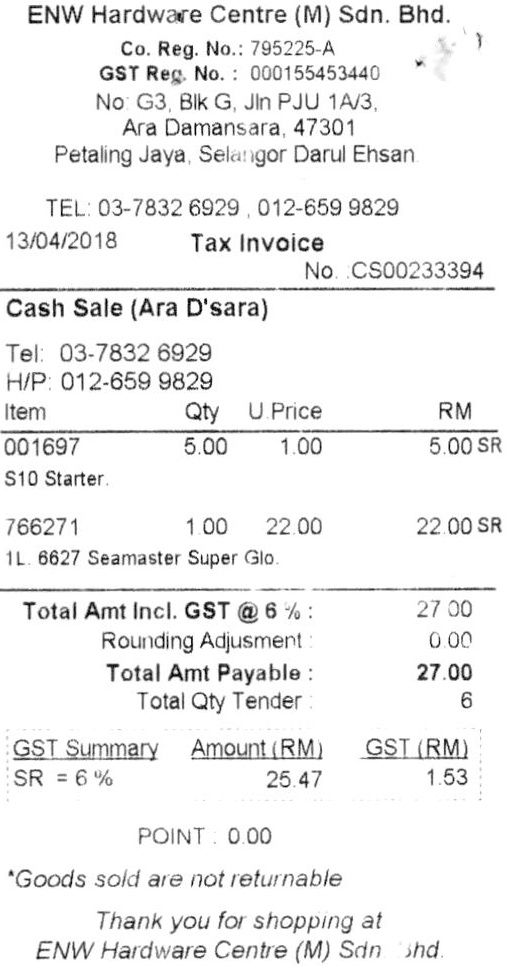 ENW Hardware Centre (M) Sdn. Bhd.
Co. Reg. No.: 795225-A
GST Reg. No. : 000155453440
No: G3, Blk G, Jln PJU 1A/3,
Ara Damansara, 47301
Petaling Jaya, Selangor Darul Ehsan.
TEL: 03-7832 6929 , 012-659 9829
13/04/2018 Tax Invoice
No. :CS00233394
Cash Sale (Ara D'sara)
Tel: 03-7832 6929
H/P: 012-659 9829
Item Qty U.Price RM
001697 5.00 1.00 5.00 SR
S10 Starter.
766271 1.00 22.00 22.00 SR
1L. 6627 Seamaster Super Glo.
Total Amt Incl. GST @ 6 % : 27.00
Rounding Adjusment : 0.00
Total Amt Payable : 27.00
Total Qty Tender : 6
GST Summary Amount (RM) GST (RM)
SR = 6 % 25.47 1.53
POINT : 0.00
*Goods sold are not returnable
Thank you for shopping at
ENW Hardware Centre (M) Sdn. Bhd.